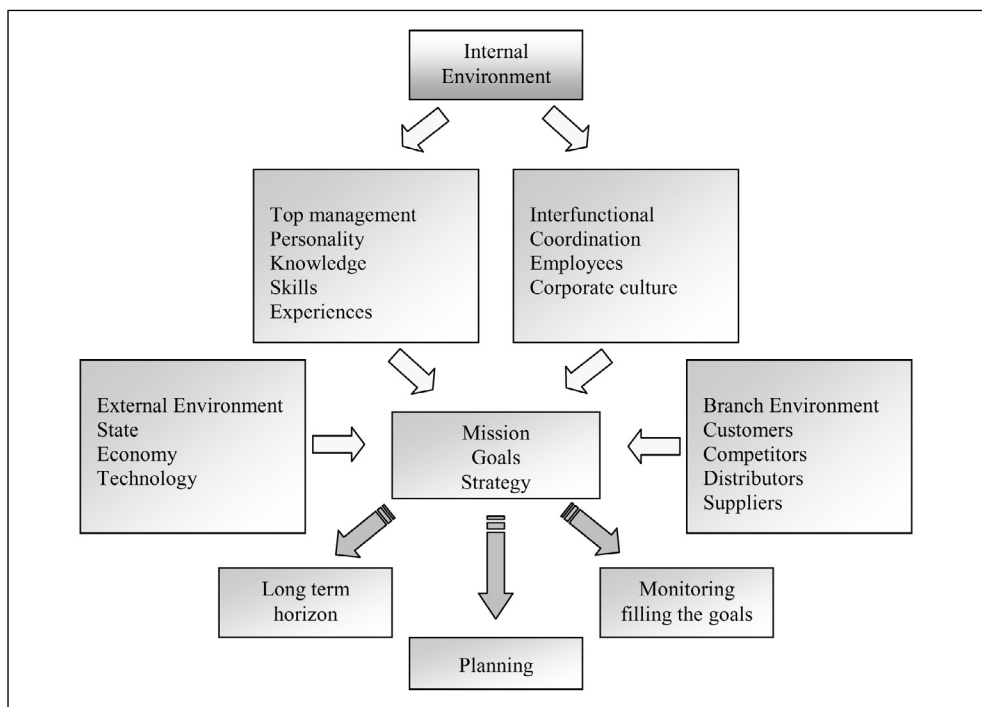 Internal
Environment
Top management
Personality
Knowledge
Skills
Experiences
Interfunctional
Coordination
Employees
Corporate culture
External Environment
State
Economy
Technology
Mission
Goals
Strategy
Branch Environment
Customers
Competitors
Distributors
Suppliers
Long term
horizon
Planning
Monitoring
filling the goals